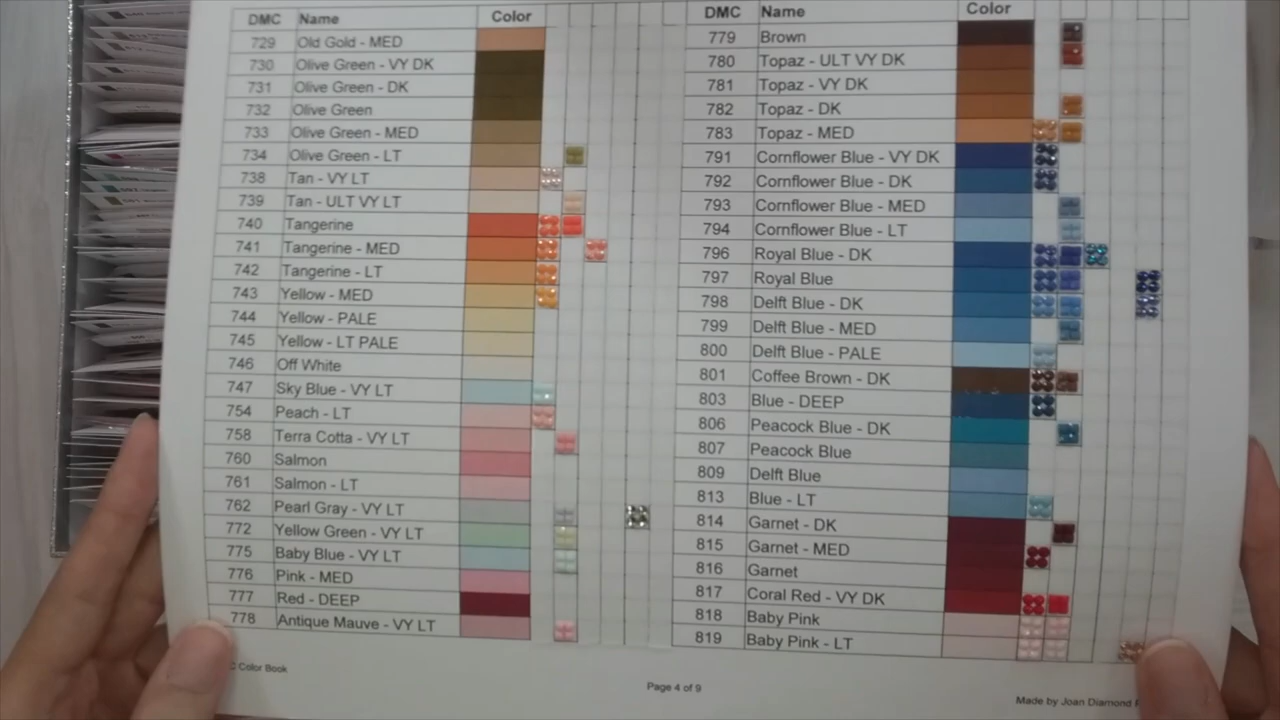 DMC Name Color
729 Old Gold - MED
730 Olive Green - VY DK
731 Olive Green - DK
732 Olive Green
733 Olive Green - MED
734 Olive Green - LT
738 Tan - VY LT
739 Tan - ULT VY LT
740 Tangerine
741 Tangerine - MED
742 Tangerine - LT
743 Yellow - MED
744 Yellow - PALE
745 Yellow - LT PALE
746 Off White
747 Sky Blue - VY LT
754 Peach - LT
758 Terra Cotta - VY LT
760 Salmon
761 Salmon - LT
762 Pearl Gray - VY LT
772 Yellow Green - VY LT
775 Baby Blue - VY LT
776 Pink - MED
777 Red - DEEP
778 Antique Mauve - VY LT
DMC Name Color
779 Brown
780 Topaz - ULT VY DK
781 Topaz - VY DK
782 Topaz - DK
783 Topaz - MED
791 Cornflower Blue - VY DK
792 Cornflower Blue - DK
793 Cornflower Blue - MED
794 Cornflower Blue - LT
796 Royal Blue - DK
797 Royal Blue
798 Delft Blue - DK
799 Delft Blue - MED
800 Delft Blue - PALE
801 Coffee Brown - DK
803 Blue - DEEP
806 Peacock Blue - DK
807 Peacock Blue
809 Delft Blue
813 Blue - LT
814 Garnet - DK
815 Garnet - MED
816 Garnet
817 Coral Red - VY DK
818 Baby Pink
819 Baby Pink - LT
C Color Book
Page 4 of 9
Made by Joan Diamond